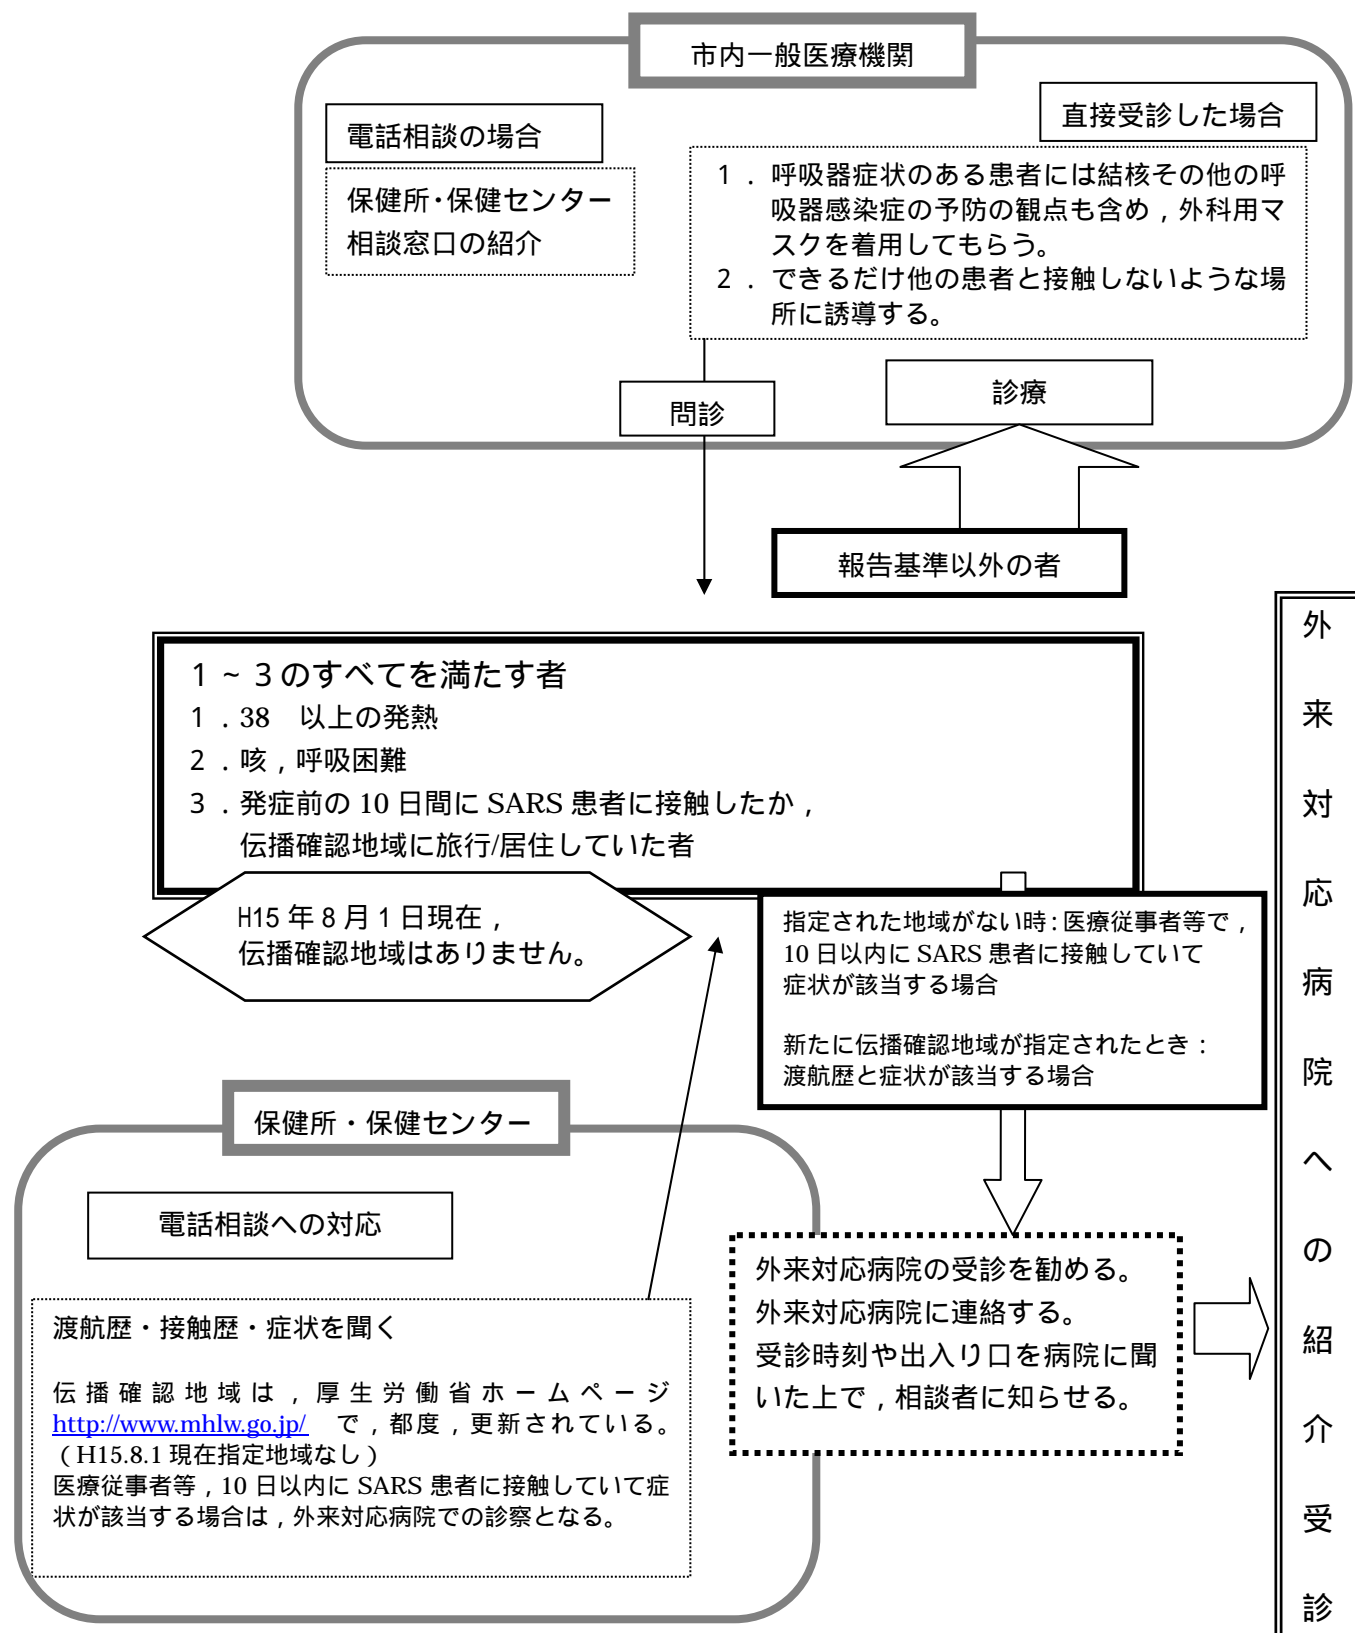 市内一般医療機関
電話相談の場合
保健所・保健センター
相談窓口の紹介
直接受診した場合
1．呼吸器症状のある患者には結核その他の呼
吸器感染症の予防の観点も含め，外科用マ
スクを着用してもらう。
2．できるだけ他の患者と接触しないような場
所に誘導する。
問診
診療
報告基準以外の者
1~3のすべてを満たす者
1．38　以上の発熱
2．咳，呼吸困難
3．発症前の10日間にSARS患者に接触したか，
伝播確認地域に旅行/居住していた者
H15年8月1日現在，
伝播確認地域はありません。
指定された地域がない時：医療従事者等で，
10日以内にSARS患者に接触していて
症状が該当する場合
新たに伝播確認地域が指定されたとき：
渡航歴と症状が該当する場合
保健所・保健センター
電話相談への対応
渡航歴・接触歴・症状を聞く
伝播確認地域は，厚生労働省ホームページ
http://www.mhlw.go.jp/　で，都度，更新されている。
（H15.8.1現在指定地域なし）
医療従事者等，10日以内にSARS患者に接触していて症
状が該当する場合は，外来対応病院での診察となる。
外来対応病院の受診を勧める。
外来対応病院に連絡する。
受診時刻や出入り口を病院に聞
いた上で，相談者に知らせる。
外来対応病院への紹介受診